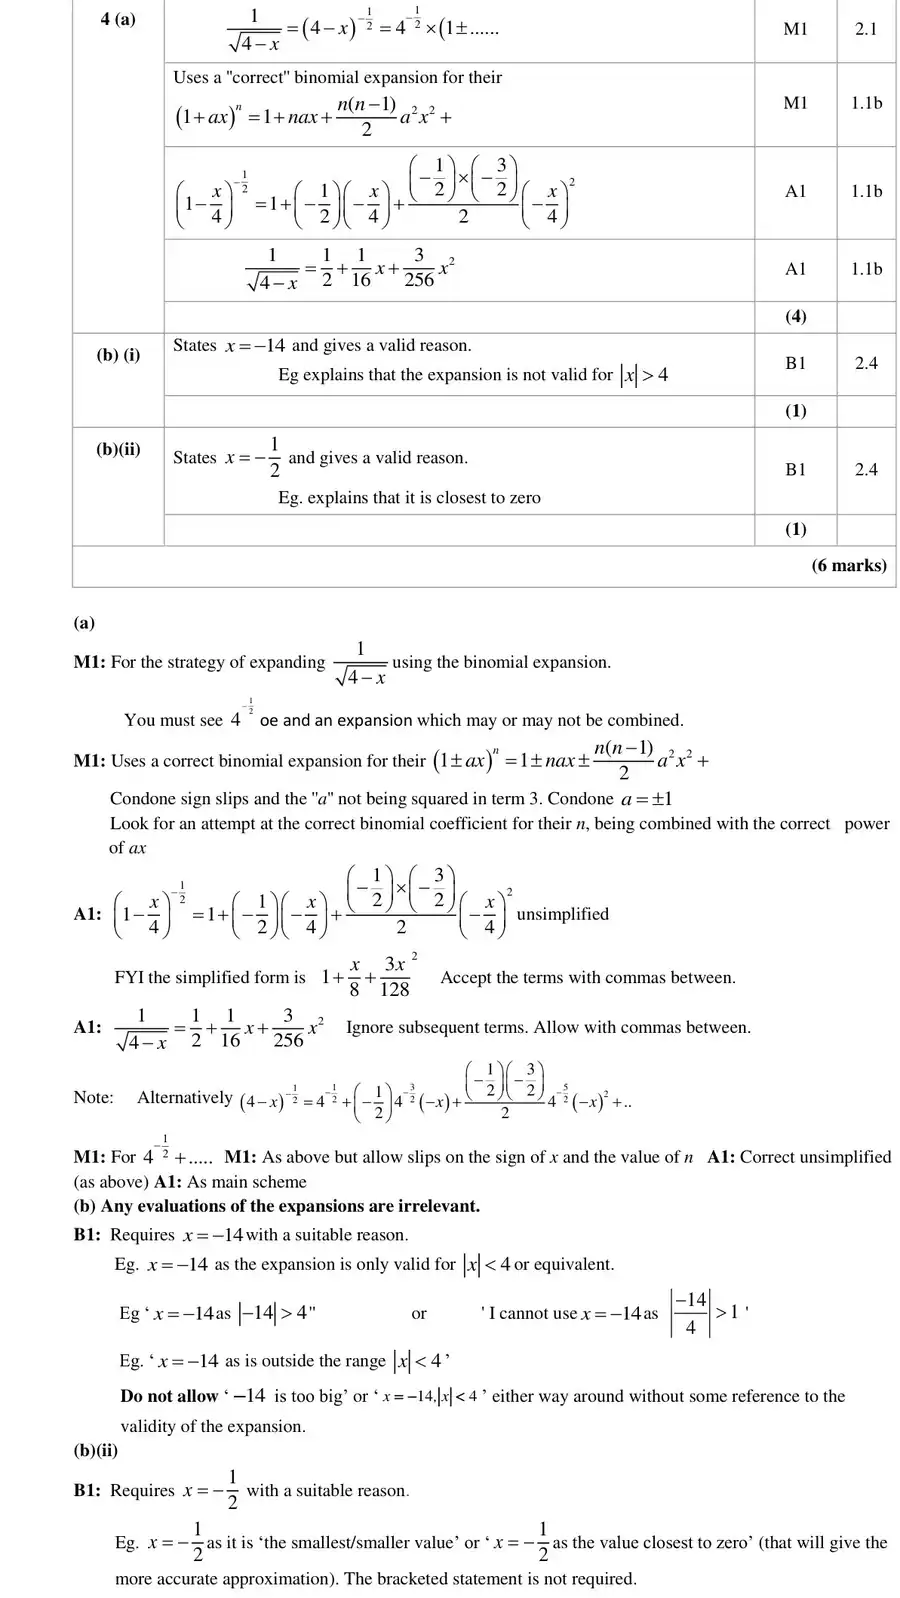 4 (a) 1/√(4−x) = (4−x)^(−1/2) = 4^(−1/2) × (1±...... M1 2.1
Uses a "correct" binomial expansion for their
(1+ax)^n = 1+nax+ n(n−1)/2 a²x² + M1 1.1b
(1−x/4)^(−1/2) = 1+(−1/2)(−x/4)+ ((−1/2)×(−3/2))/2 (−x/4)² A1 1.1b
1/√(4−x) = 1/2 + 1/16 x + 3/256 x² A1 1.1b
(4)
(b) (i) States x = −14 and gives a valid reason.
Eg explains that the expansion is not valid for |x| > 4 B1 2.4
(1)
(b)(ii) States x = −1/2 and gives a valid reason.
Eg. explains that it is closest to zero B1 2.4
(1)
(6 marks)
(a)
M1: For the strategy of expanding 1/√(4−x) using the binomial expansion.
You must see 4^(−1/2) oe and an expansion which may or may not be combined.
M1: Uses a correct binomial expansion for their (1±ax)^n = 1±nax± n(n−1)/2 a²x² +
Condone sign slips and the "a" not being squared in term 3. Condone a = ±1
Look for an attempt at the correct binomial coefficient for their n, being combined with the correct power
of ax
A1: (1−x/4)^(−1/2) = 1+(−1/2)(−x/4)+ ((−1/2)×(−3/2))/2 (−x/4)² unsimplified
FYI the simplified form is 1+ x/8 + 3x²/128 Accept the terms with commas between.
A1: 1/√(4−x) = 1/2 + 1/16 x + 3/256 x² Ignore subsequent terms. Allow with commas between.
Note: Alternatively (4−x)^(−1/2) = 4^(−1/2) +(−1/2)4^(−3/2)(−x)+ ((−1/2)(−3/2))/2 4^(−5/2)(−x)² +..
M1: For 4^(−1/2) +..... M1: As above but allow slips on the sign of x and the value of n A1: Correct unsimplified
(as above) A1: As main scheme
(b) Any evaluations of the expansions are irrelevant.
B1: Requires x = −14 with a suitable reason.
Eg. x = −14 as the expansion is only valid for |x| < 4 or equivalent.
Eg ‘ x = −14 as |−14| > 4" or ' I cannot use x = −14 as |−14/4| > 1 '
Eg. ‘ x = −14 as is outside the range |x| < 4 ’
Do not allow ‘ −14 is too big’ or ‘ x = −14, |x| < 4 ’ either way around without some reference to the
validity of the expansion.
(b)(ii)
B1: Requires x = −1/2 with a suitable reason.
Eg. x = −1/2 as it is ‘the smallest/smaller value’ or ‘ x = −1/2 as the value closest to zero’ (that will give the
more accurate approximation). The bracketed statement is not required.